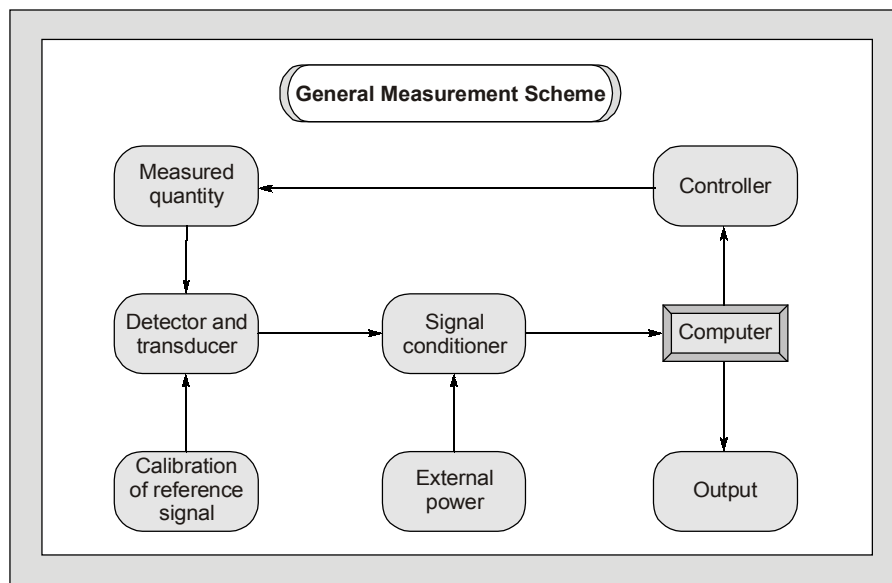 General Measurement Scheme
Measured
quantity
Controller
Detector and
transducer
Signal
conditioner
Computer
Calibration
of reference
signal
External
power
Output